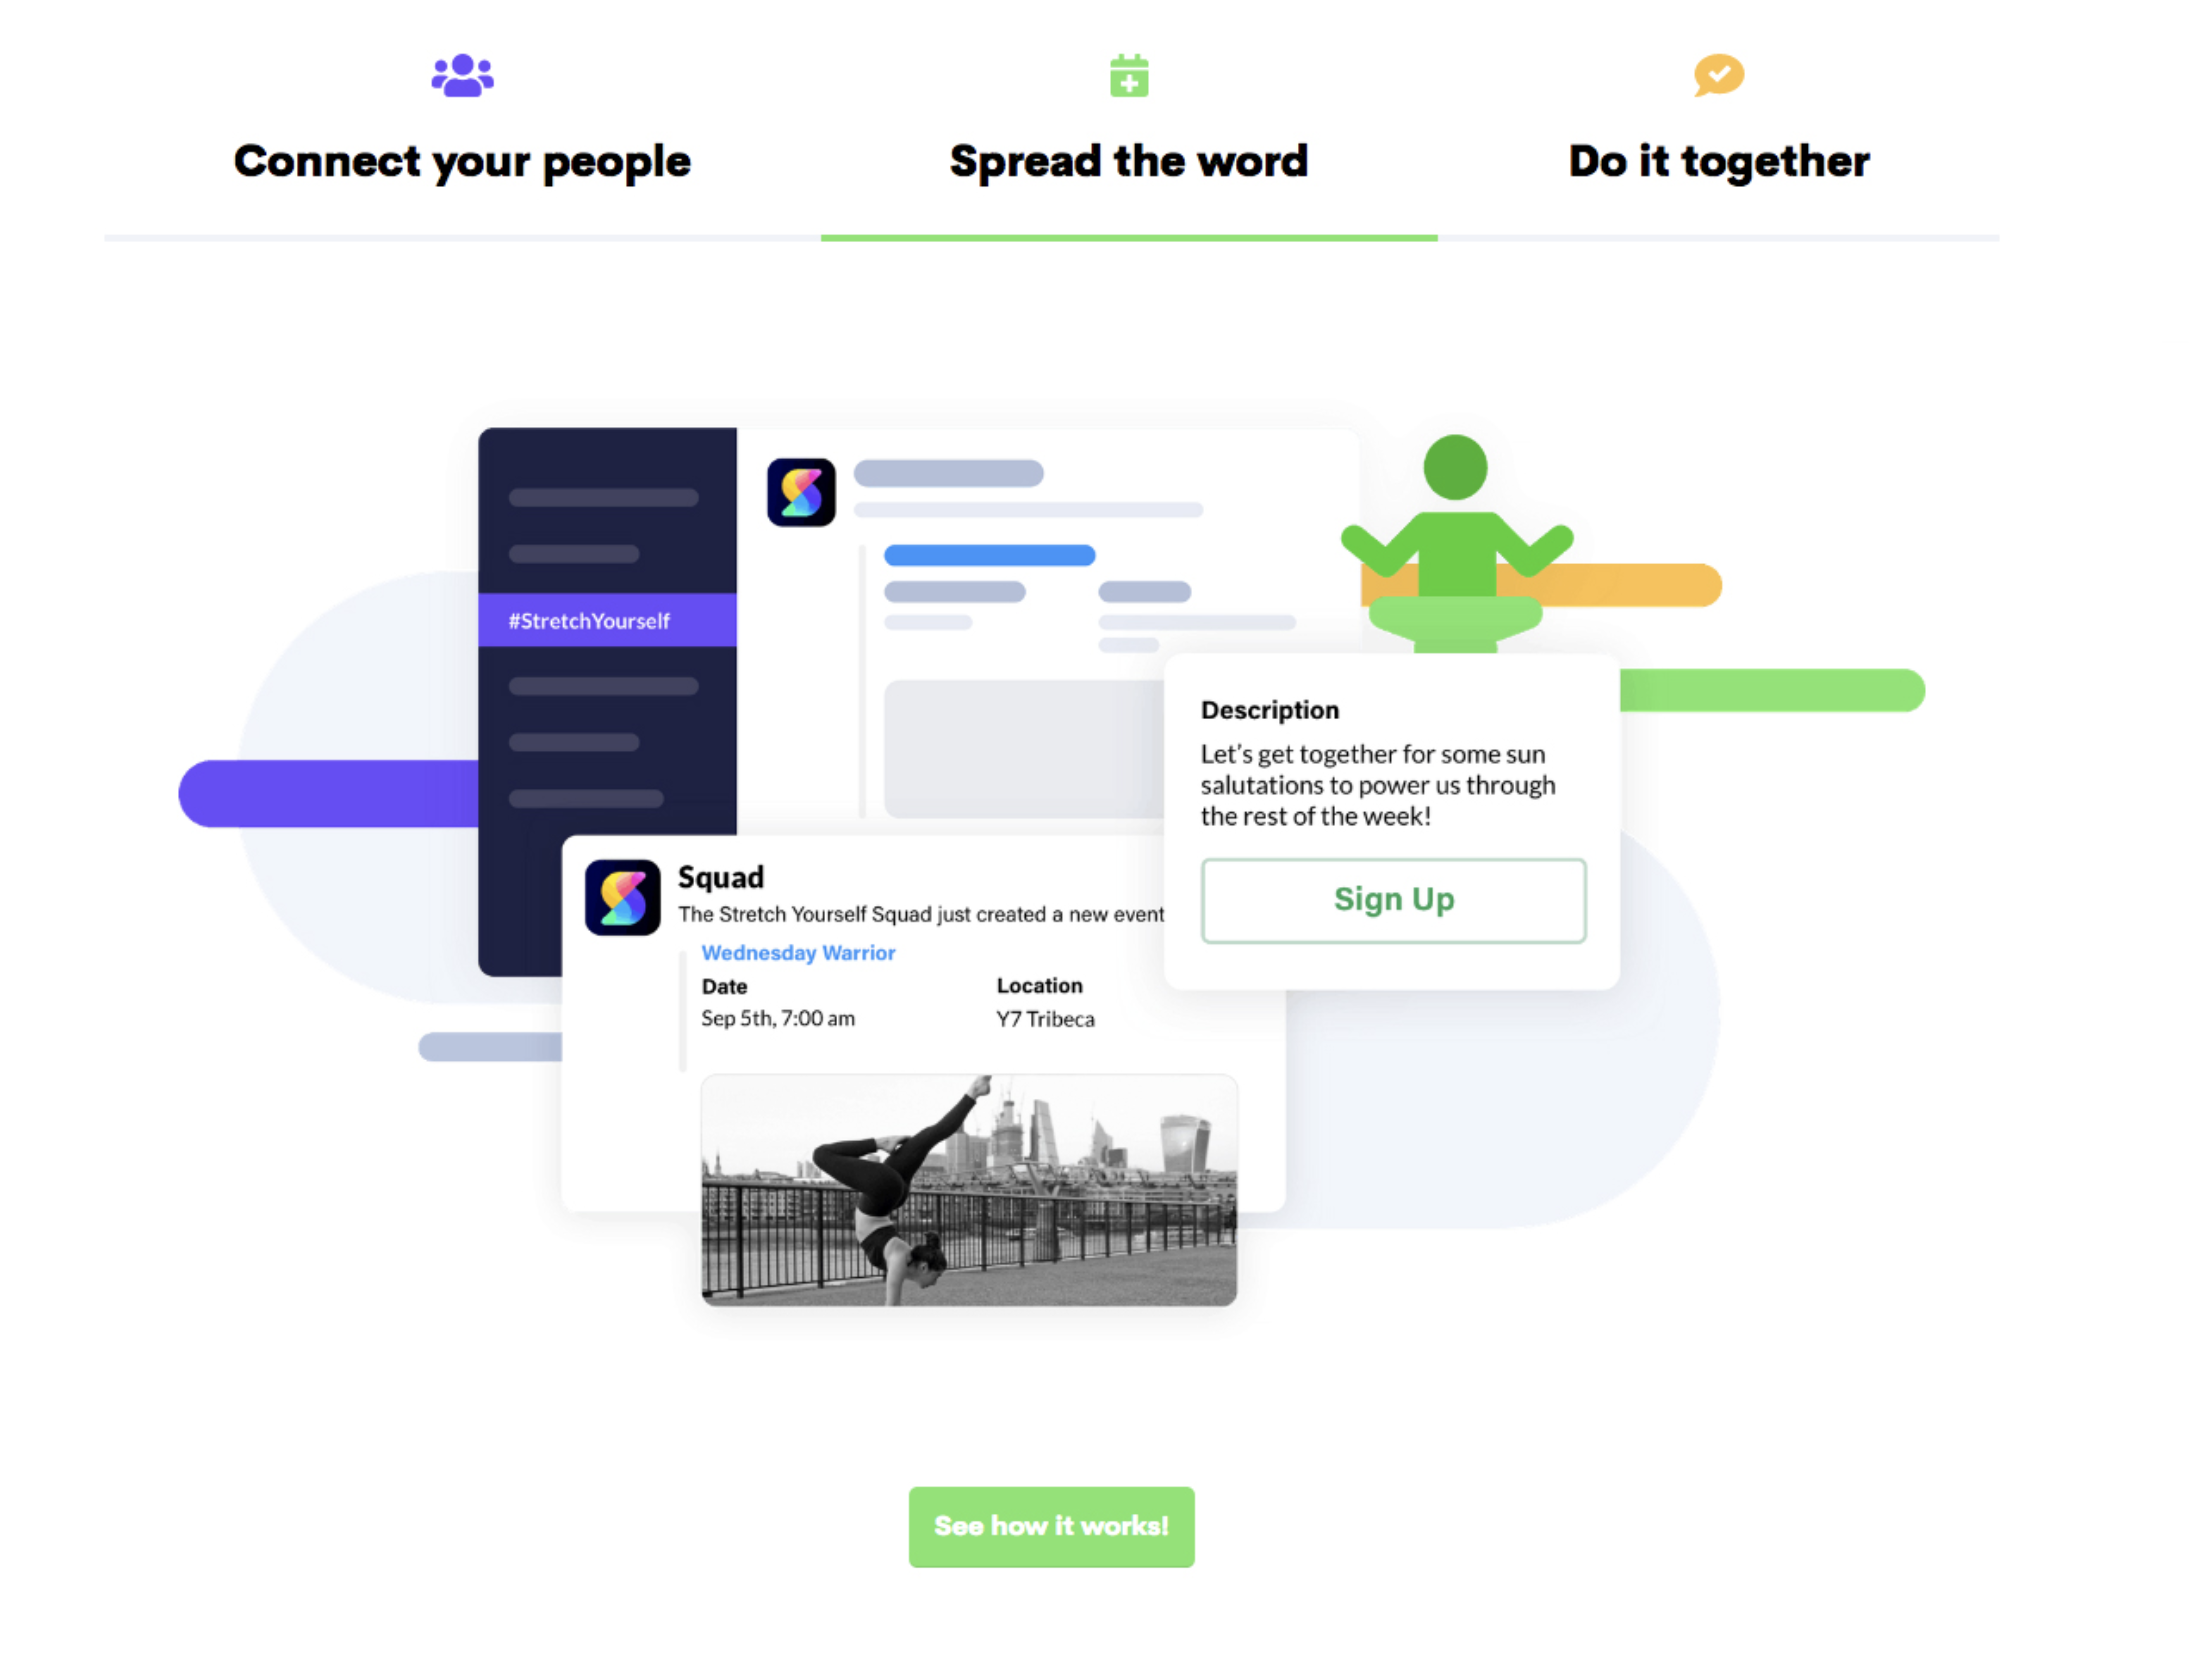 Connect your people
Spread the word
Do it together
#StretchYourself
Description
Let's get together for some sun
salutations to power us through
the rest of the week!
Sign Up
Squad
The Stretch Yourself Squad just created a new event
Wednesday Warrior
Date
Location
Sep 5th, 7:00 am
Y7 Tribeca
See how it works!